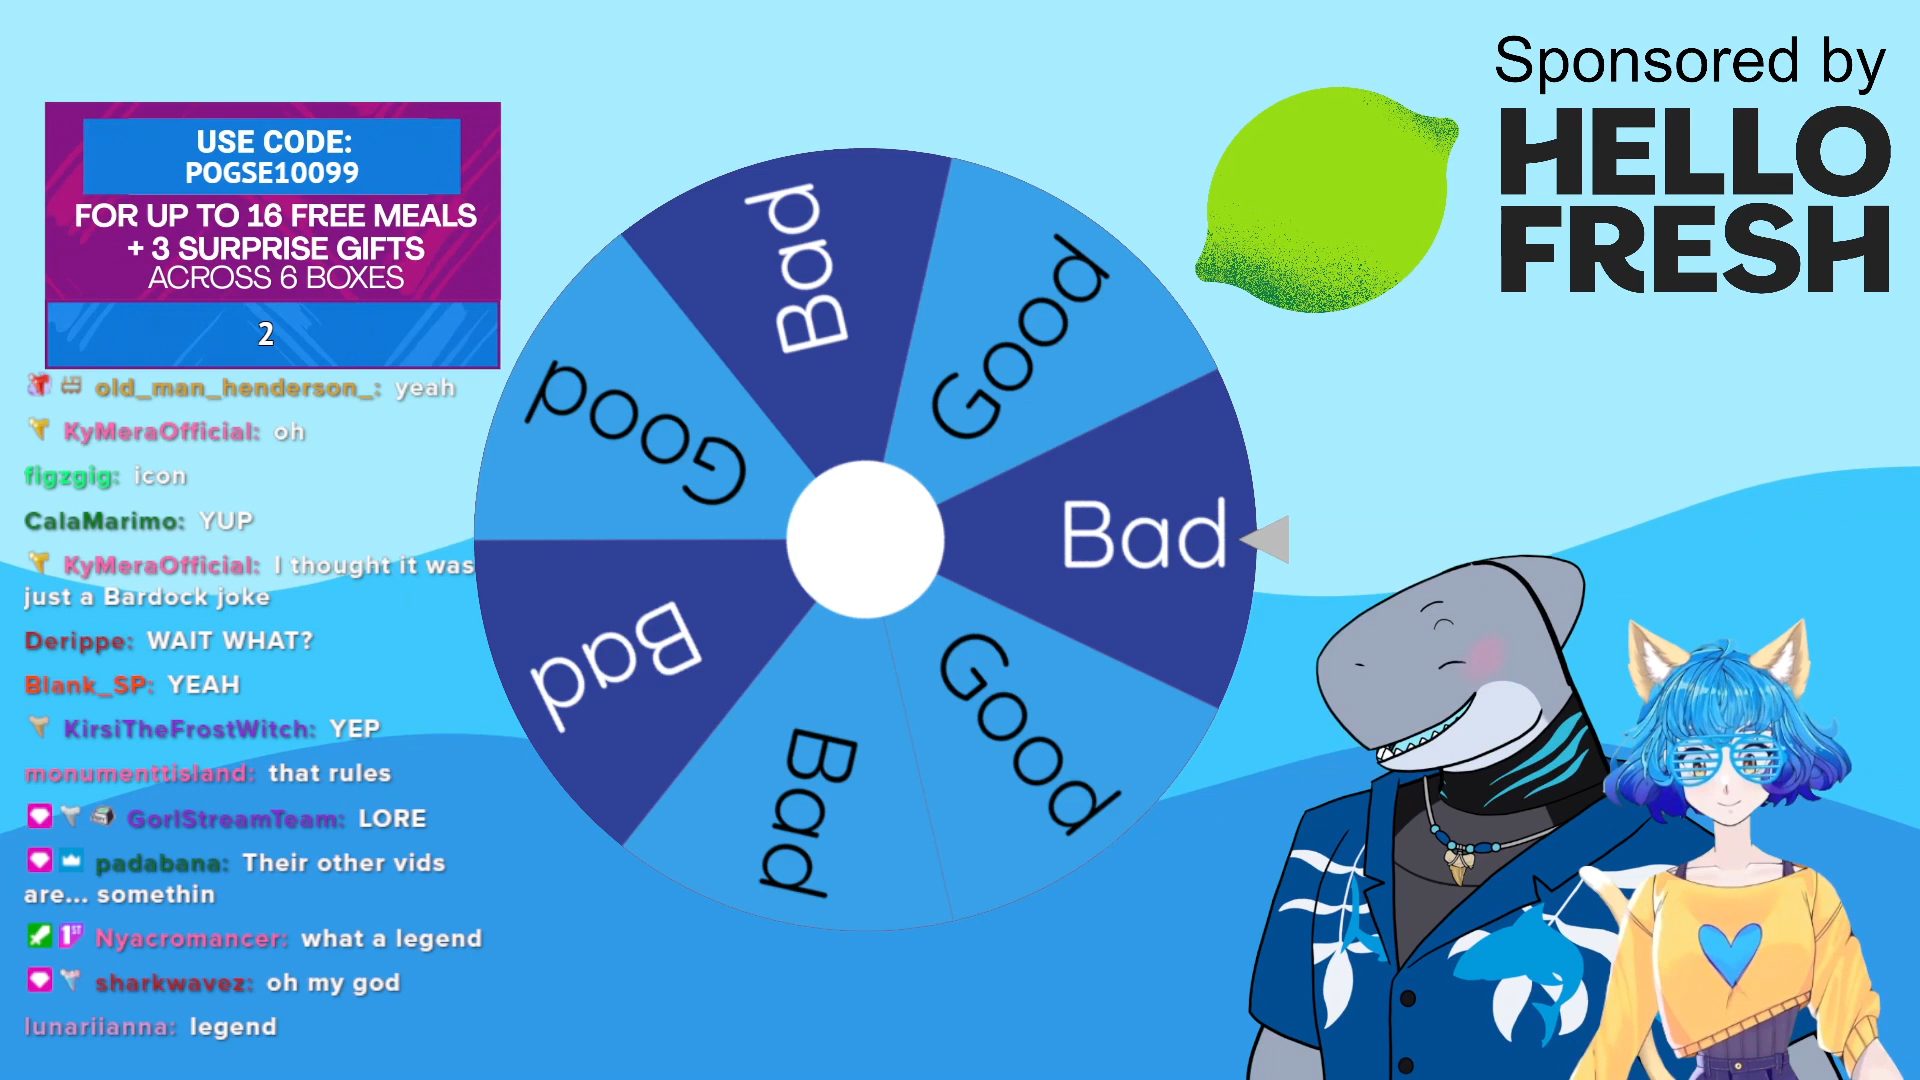 Sponsored by
HELLO
FRESH
USE CODE:
POGSE10099
FOR UP TO 16 FREE MEALS
+ 3 SURPRISE GIFTS
ACROSS 6 BOXES
2
Bad
Good
Bad
Good
Bad
Bad
Good
old_man_henderson_: yeah
KyMeraOfficial: oh
figzgig: icon
CalaMarimo: YUP
KyMeraOfficial: I thought it was
just a Bardock joke
Derippe: WAIT WHAT?
Blank_SP: YEAH
KirsiTheFrostWitch: YEP
monumenttisland: that rules
1ST
GorlStreamTeam: LORE
padabana: Their other vids
are... somethin
Nyacromancer: what a legend
sharkwavez: oh my god
lunariianna: legend